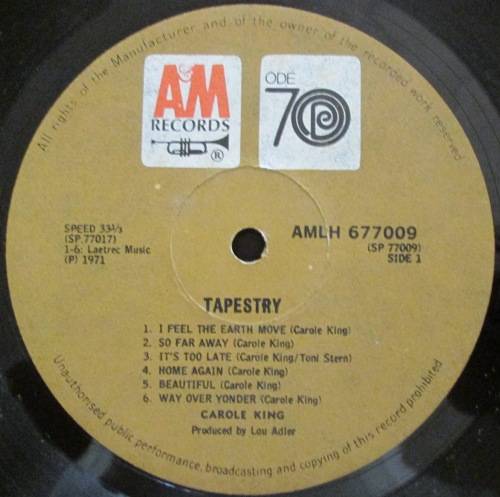 All rights of the Manufacturer and of the owner of the recorded work reserved
A&M
RECORDS
®
ODE
70
SPEED 33⅓
(SP 77017)
1-6: Laetrec Music
(P) 1971
AMLH 677009
(SP 77009)
SIDE 1
TAPESTRY
1. I FEEL THE EARTH MOVE (Carole King)
2. SO FAR AWAY (Carole King)
3. IT'S TOO LATE (Carole King/Toni Stern)
4. HOME AGAIN (Carole King)
5. BEAUTIFUL (Carole King)
6. WAY OVER YONDER (Carole King)
CAROLE KING
Produced by Lou Adler
Unauthorised public performance, broadcasting and copying of this record prohibited